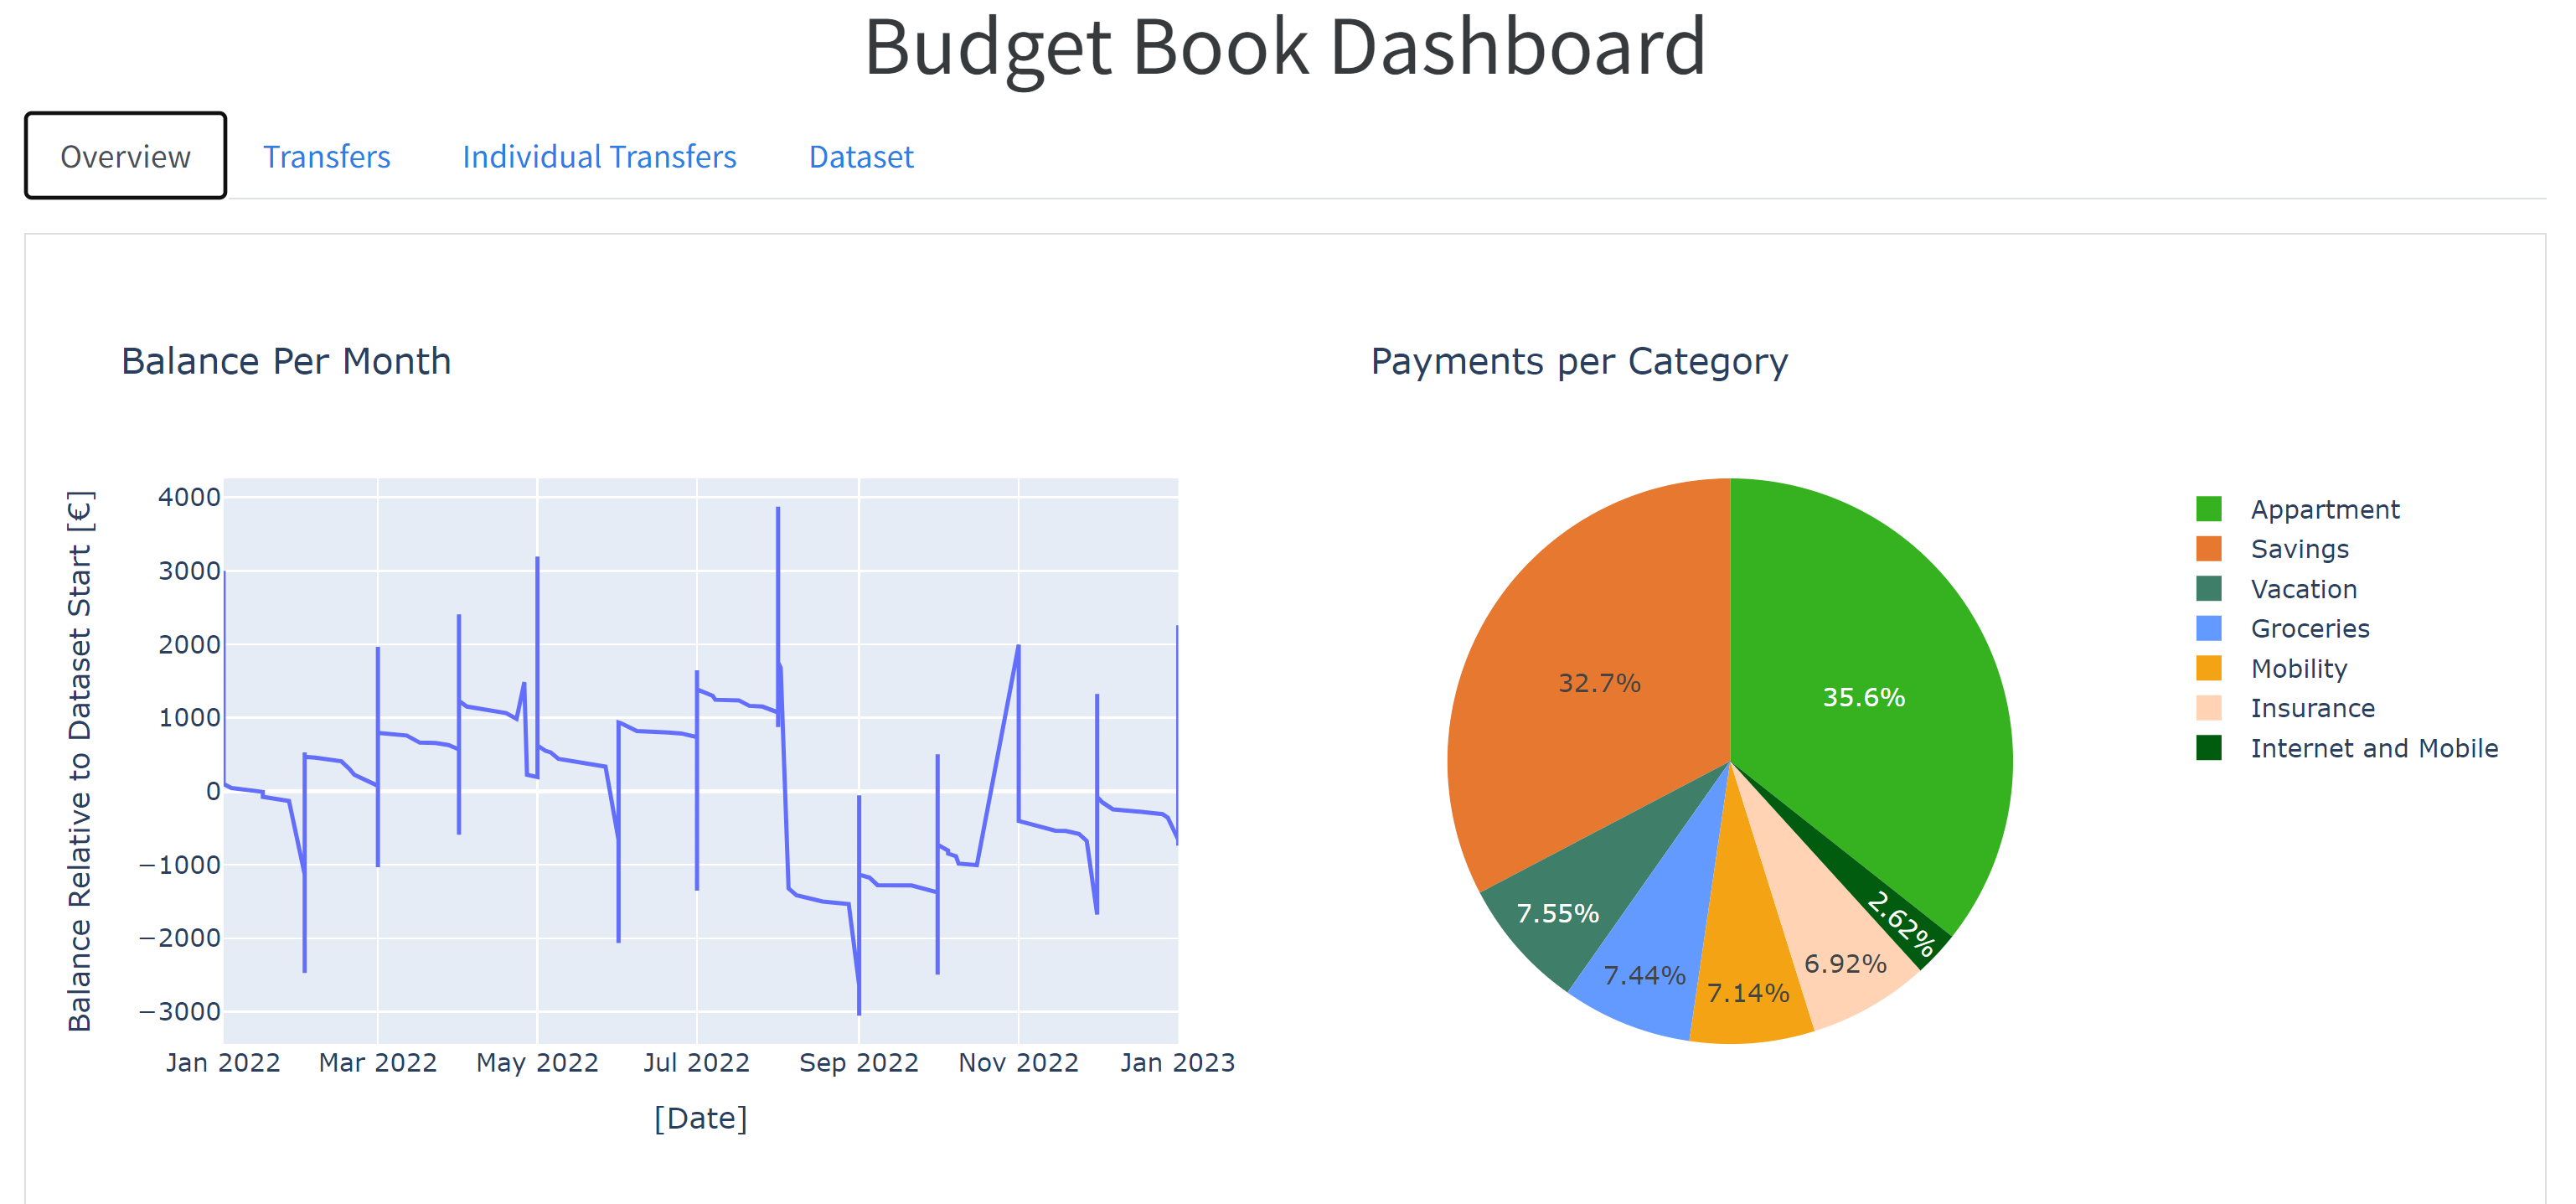 Budget Book Dashboard
Overview Transfers Individual Transfers Dataset
Balance Per Month
Balance Relative to Dataset Start [€]
4000
3000
2000
1000
0
−1000
−2000
−3000
Jan 2022 Mar 2022 May 2022 Jul 2022 Sep 2022 Nov 2022 Jan 2023
[Date]
Payments per Category
32.7%
35.6%
7.55%
7.44%
7.14%
6.92%
2.62%
Appartment
Savings
Vacation
Groceries
Mobility
Insurance
Internet and Mobile